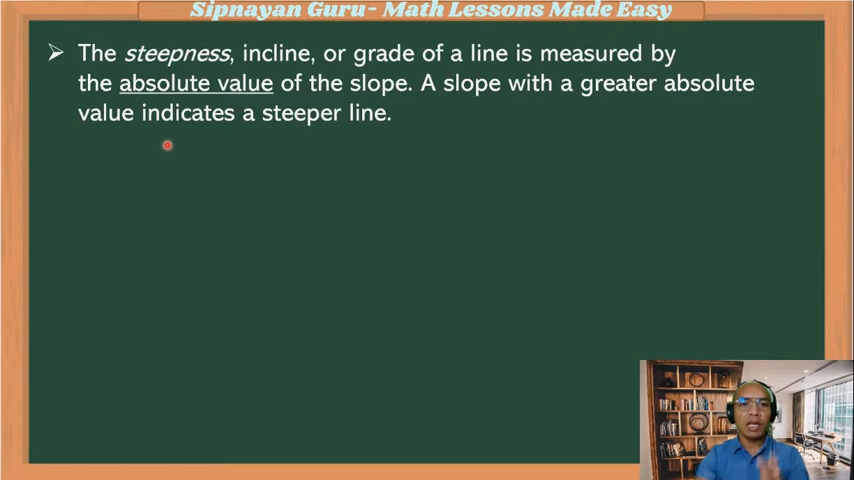 Sipnayan Guru- Math Lessons Made Easy
➢ The steepness, incline, or grade of a line is measured by
the absolute value of the slope. A slope with a greater absolute
value indicates a steeper line.